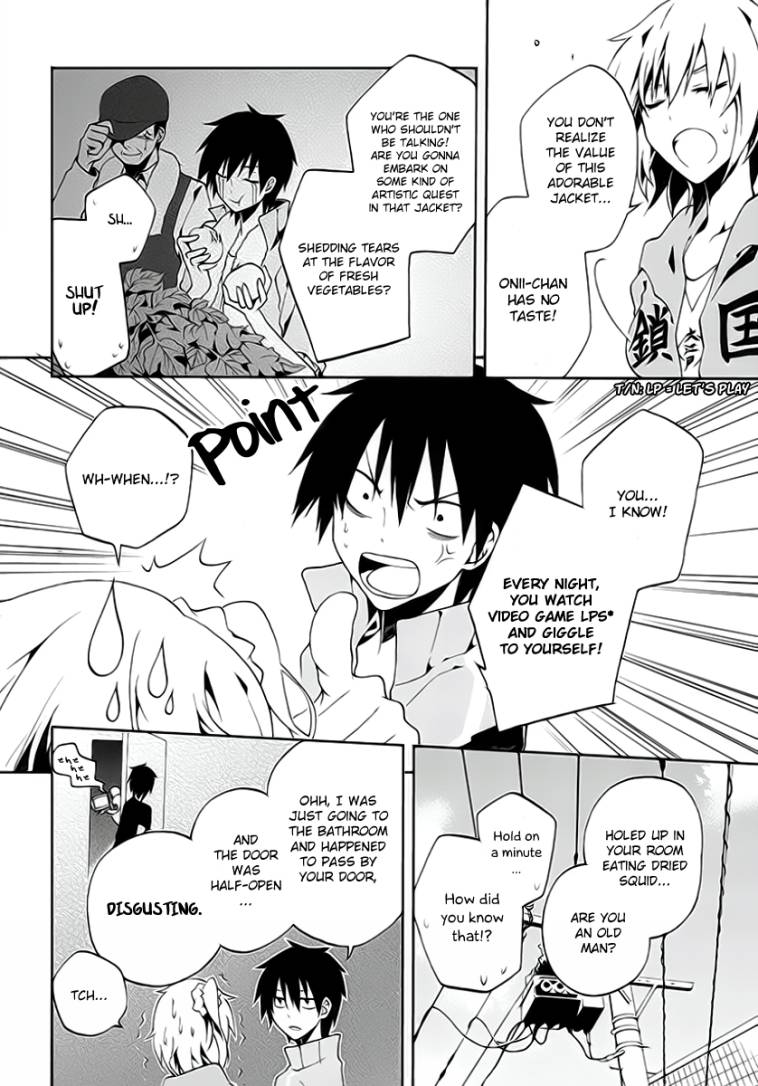 YOU DON'T
REALIZE
THE VALUE
OF THIS
ADORABLE
JACKET...
ONII-CHAN
HAS NO
TASTE!
鎖
国
T/N: LP - LET'S PLAY
YOU'RE THE ONE
WHO SHOULDN'T
BE TALKING!
ARE YOU GONNA
EMBARK ON
SOME KIND OF
ARTISTIC QUEST
IN THAT JACKET?
SHEDDING TEARS
AT THE FLAVOR
OF FRESH
VEGETABLES?
SH...
SHUT
UP!
YOU...
I KNOW!
EVERY NIGHT,
YOU WATCH
VIDEO GAME LPS*
AND GIGGLE
TO YOURSELF!
Point
WH-WHEN...!?
HOLED UP IN
YOUR ROOM
EATING DRIED
SQUID...
ARE YOU
AN OLD
MAN?
Hold on
a minute
...
How did
you know
that!?
OHH, I WAS
JUST GOING TO
THE BATHROOM
AND HAPPENED
TO PASS BY
YOUR DOOR,
AND
THE DOOR
WAS
HALF-OPEN
...
DISGUSTING.
TCH...